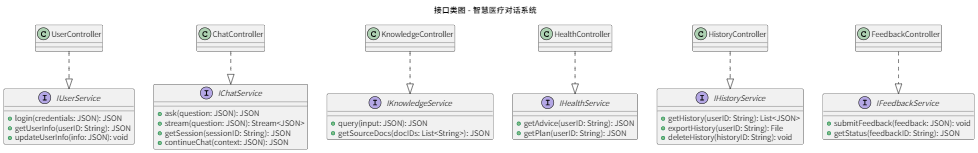 接口类图 - 智慧医疗对话系统
C UserController
C ChatController
C KnowledgeController
C HealthController
C HistoryController
C FeedbackController
I IUserService
login(credentials: JSON): JSON
getUserInfo(userID: String): JSON
updateUserInfo(info: JSON): void
I IChatService
ask(question: JSON): JSON
stream(question: JSON): Stream<JSON>
getSession(sessionID: String): JSON
continueChat(context: JSON): JSON
I IKnowledgeService
query(input: JSON): JSON
getSourceDocs(docIDs: List<String>): JSON
I IHealthService
getAdvice(userID: String): JSON
getPlan(userID: String): JSON
I IHistoryService
getHistory(userID: String): List<JSON>
exportHistory(userID: String): File
deleteHistory(historyID: String): void
I IFeedbackService
submitFeedback(feedback: JSON): void
getStatus(feedbackID: String): JSON